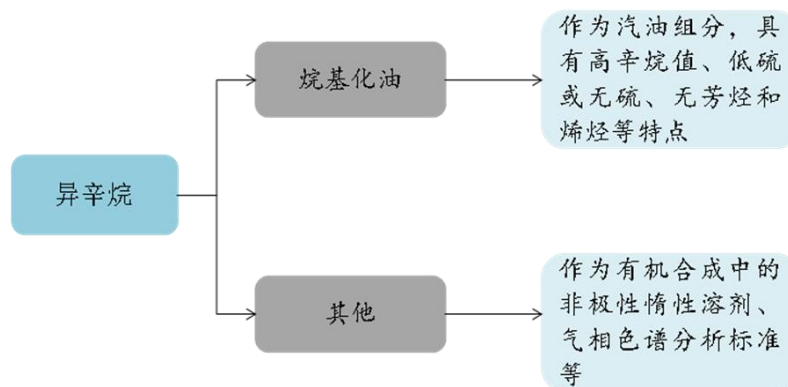 烷基化油
作为汽油组分，具
有高辛烷值、低硫
或无硫、无芳烃和
烯烃等特点
异辛烷
其他
作为有机合成中的
非极性惰性溶剂、
气相色谱分析标准
等